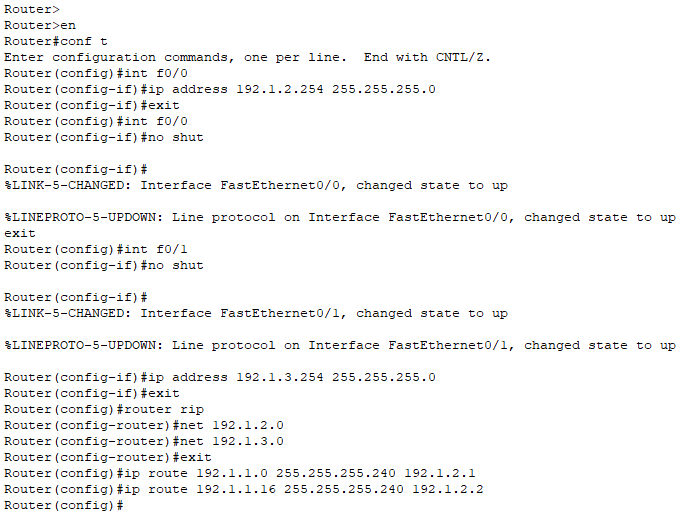 Router>
Router>en
Router#conf t
Enter configuration commands, one per line.  End with CNTL/Z.
Router(config)#int f0/0
Router(config-if)#ip address 192.1.2.254 255.255.255.0
Router(config-if)#exit
Router(config)#int f0/0
Router(config-if)#no shut
Router(config-if)#
%LINK-5-CHANGED: Interface FastEthernet0/0, changed state to up
%LINEPROTO-5-UPDOWN: Line protocol on Interface FastEthernet0/0, changed state to up
exit
Router(config)#int f0/1
Router(config-if)#no shut
Router(config-if)#
%LINK-5-CHANGED: Interface FastEthernet0/1, changed state to up
%LINEPROTO-5-UPDOWN: Line protocol on Interface FastEthernet0/1, changed state to up
Router(config-if)#ip address 192.1.3.254 255.255.255.0
Router(config-if)#exit
Router(config)#router rip
Router(config-router)#net 192.1.2.0
Router(config-router)#net 192.1.3.0
Router(config-router)#exit
Router(config)#ip route 192.1.1.0 255.255.255.240 192.1.2.1
Router(config)#ip route 192.1.1.16 255.255.255.240 192.1.2.2
Router(config)#